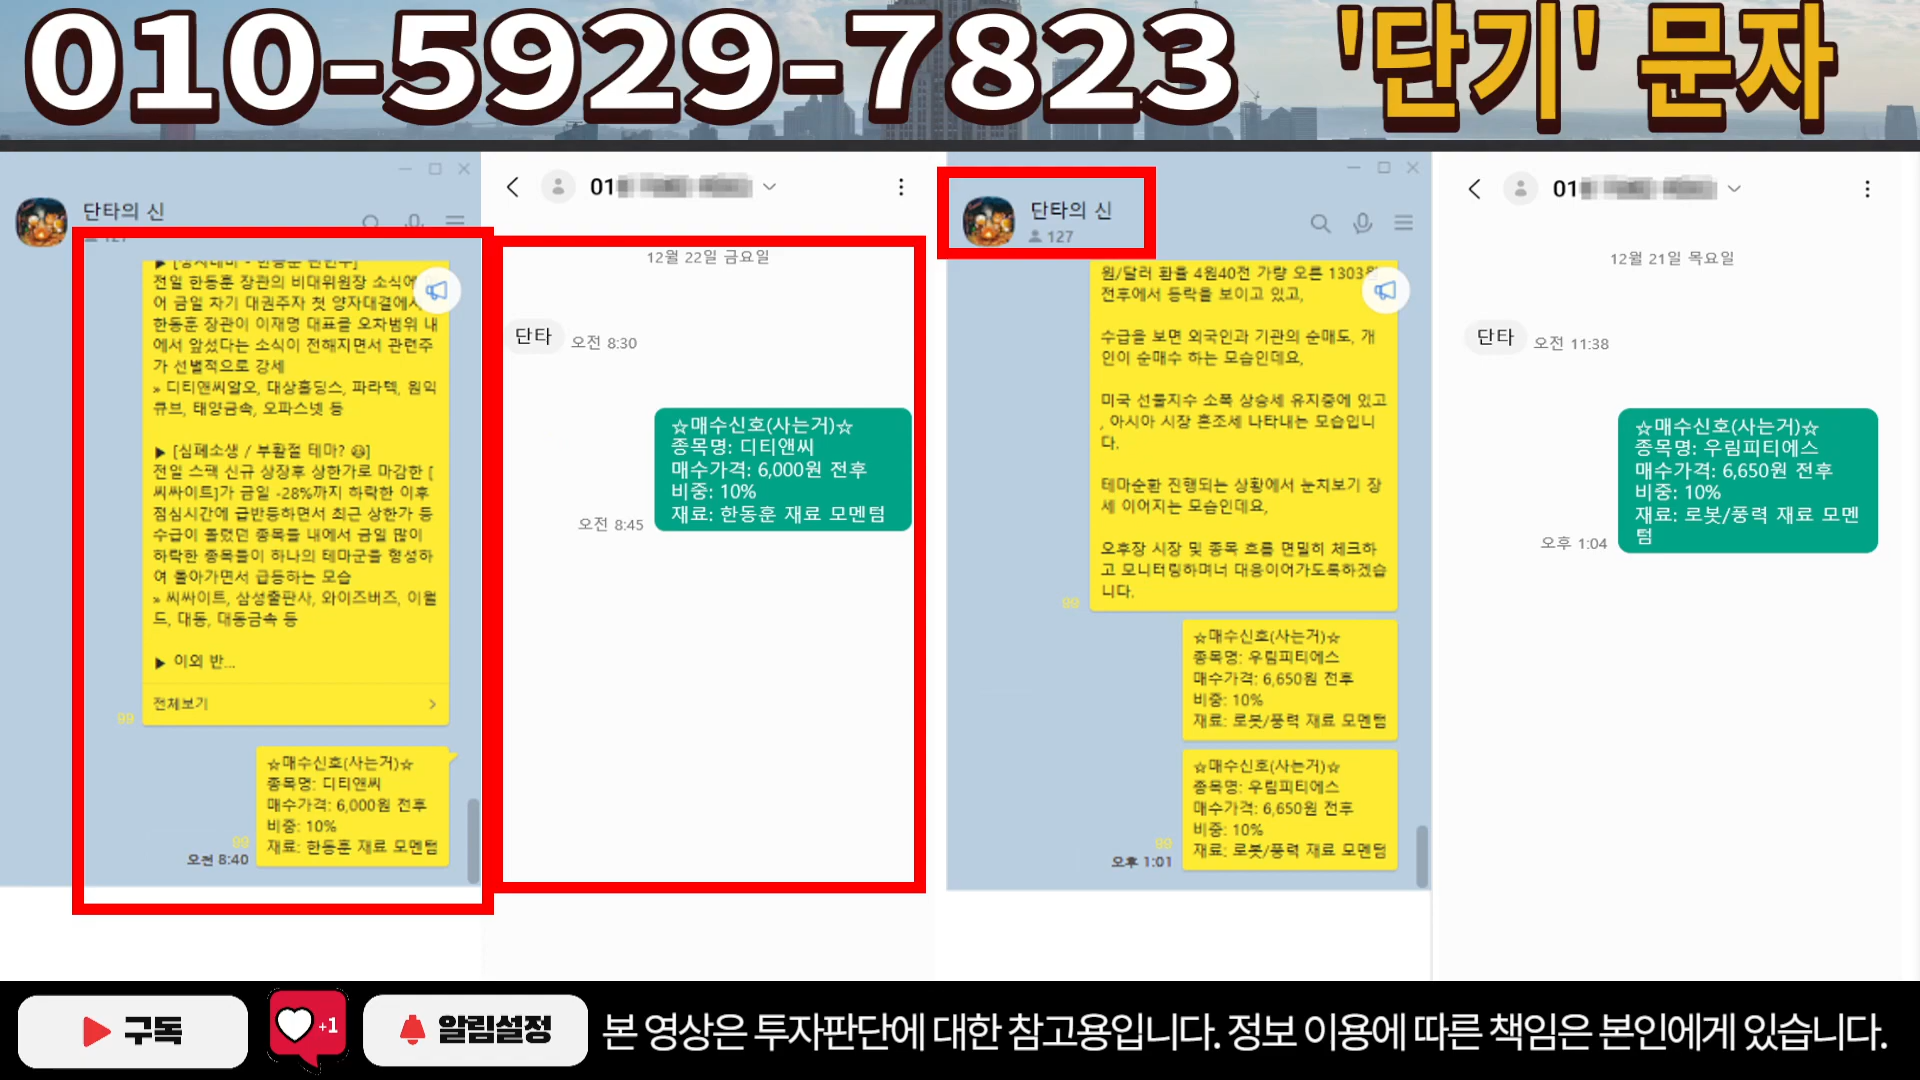 010-5929-7823 '단기' 문자
단타의 신
127
▶ [정치테마 - 한동훈 관련주]
전일 한동훈 장관의 비대위원장 소식에
어 금일 차기 대권주자 첫 양자대결에서
한동훈 장관이 이재명 대표를 오차범위 내
에서 앞섰다는 소식이 전해지면서 관련주
가 선별적으로 강세
» 디티앤씨알오, 대상홀딩스, 파라텍, 원익
큐브, 태양금속, 오파스넷 등
▶ [심폐소생 / 부활절 테마? 😂]
전일 스팩 신규 상장후 상한가로 마감한 [
씨싸이트]가 금일 -28%까지 하락한 이후
점심시간에 급반등하면서 최근 상한가 등
수급이 몰렸던 종목들 내에서 금일 많이
하락한 종목들이 하나의 테마군을 형성하
여 돌아가면서 급등하는 모습
» 씨싸이트, 삼성출판사, 와이즈버즈, 이월
드, 대동, 대동금속 등
▶ 이외 반...
전체보기
99
☆매수신호(사는거)☆
종목명: 디티앤씨
매수가격: 6,000원 전후
비중: 10%
재료: 한동훈 재료 모멘텀
99
오전 8:40
01
12월 22일 금요일
단타
오전 8:30
☆매수신호(사는거)☆
종목명: 디티앤씨
매수가격: 6,000원 전후
비중: 10%
재료: 한동훈 재료 모멘텀
오전 8:45
단타의 신
127
원/달러 환율 4원40전 가량 오른 1303원
전후에서 등락을 보이고 있고,
수급을 보면 외국인과 기관의 순매도, 개
인이 순매수 하는 모습인데요,
미국 선물지수 소폭 상승세 유지중에 있고
, 아시아 시장 혼조세 나타내는 모습입니
다.
테마순환 진행되는 상황에서 눈치보기 장
세 이어지는 모습인데요,
오후장 시장 및 종목 흐름 면밀히 체크하
고 모니터링하며너 대응이어가도록하겠습
니다.
99
☆매수신호(사는거)☆
종목명: 우림피티에스
매수가격: 6,650원 전후
비중: 10%
재료: 로봇/풍력 재료 모멘텀
☆매수신호(사는거)☆
종목명: 우림피티에스
매수가격: 6,650원 전후
비중: 10%
재료: 로봇/풍력 재료 모멘텀
99
오후 1:01
01
12월 21일 목요일
단타
오전 11:38
☆매수신호(사는거)☆
종목명: 우림피티에스
매수가격: 6,650원 전후
비중: 10%
재료: 로봇/풍력 재료 모멘
텀
오후 1:04
구독
+1
알림설정
본 영상은 투자판단에 대한 참고용입니다. 정보 이용에 따른 책임은 본인에게 있습니다.